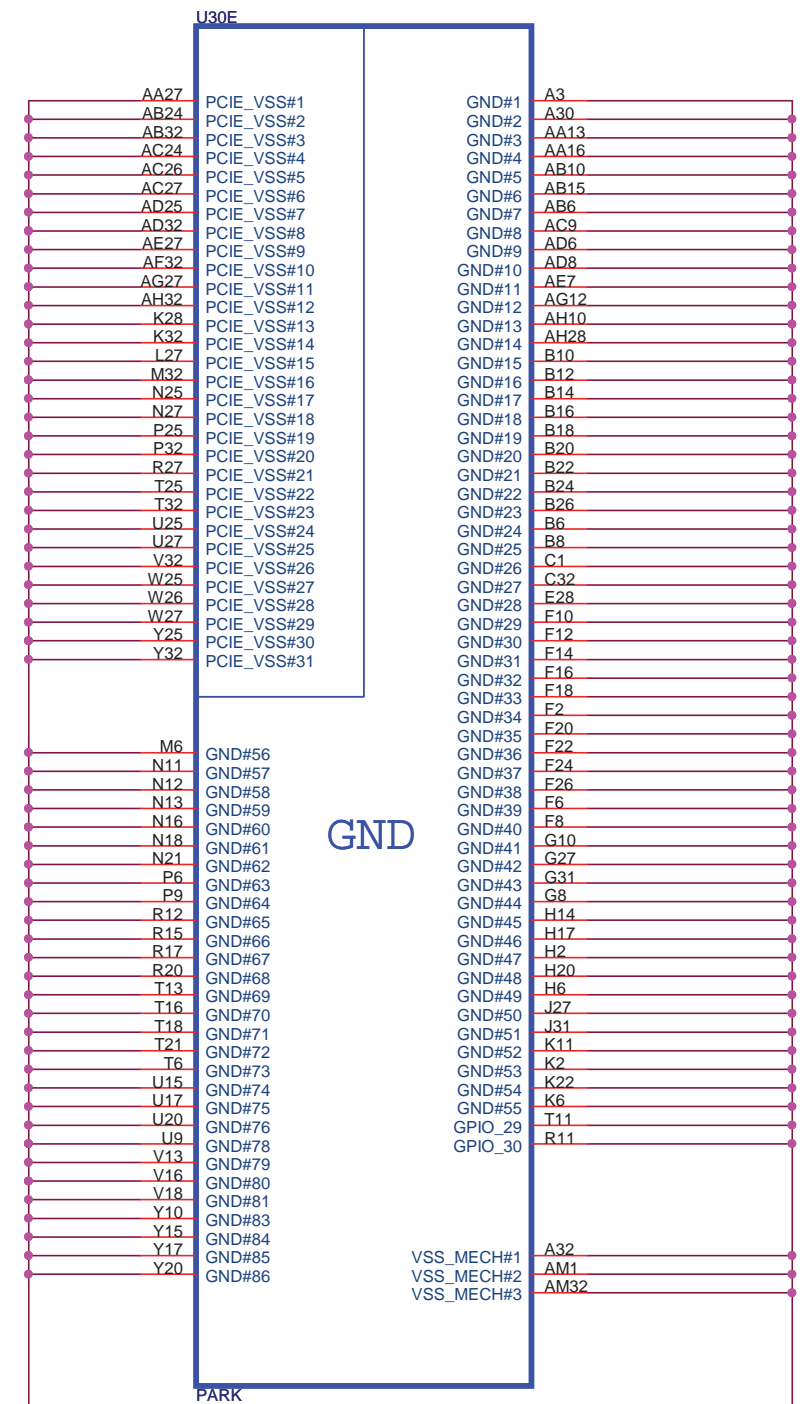 U30E
AA27 PCIE_VSS#1
AB24 PCIE_VSS#2
AB32 PCIE_VSS#3
AC24 PCIE_VSS#4
AC26 PCIE_VSS#5
AC27 PCIE_VSS#6
AD25 PCIE_VSS#7
AD32 PCIE_VSS#8
AE27 PCIE_VSS#9
AF32 PCIE_VSS#10
AG27 PCIE_VSS#11
AH32 PCIE_VSS#12
K28 PCIE_VSS#13
K32 PCIE_VSS#14
L27 PCIE_VSS#15
M32 PCIE_VSS#16
N25 PCIE_VSS#17
N27 PCIE_VSS#18
P25 PCIE_VSS#19
P32 PCIE_VSS#20
R27 PCIE_VSS#21
T25 PCIE_VSS#22
T32 PCIE_VSS#23
U25 PCIE_VSS#24
U27 PCIE_VSS#25
V32 PCIE_VSS#26
W25 PCIE_VSS#27
W26 PCIE_VSS#28
W27 PCIE_VSS#29
Y25 PCIE_VSS#30
Y32 PCIE_VSS#31
M6 GND#56
N11 GND#57
N12 GND#58
N13 GND#59
N16 GND#60
N18 GND#61
N21 GND#62
P6 GND#63
P9 GND#64
R12 GND#65
R15 GND#66
R17 GND#67
R20 GND#68
T13 GND#69
T16 GND#70
T18 GND#71
T21 GND#72
T6 GND#73
U15 GND#74
U17 GND#75
U20 GND#76
U9 GND#78
V13 GND#79
V16 GND#80
V18 GND#81
Y10 GND#83
Y15 GND#84
Y17 GND#85
Y20 GND#86
GND
GND#1 A3
GND#2 A30
GND#3 AA13
GND#4 AA16
GND#5 AB10
GND#6 AB15
GND#7 AB6
GND#8 AC9
GND#9 AD6
GND#10 AD8
GND#11 AE7
GND#12 AG12
GND#13 AH10
GND#14 AH28
GND#15 B10
GND#16 B12
GND#17 B14
GND#18 B16
GND#19 B18
GND#20 B20
GND#21 B22
GND#22 B24
GND#23 B26
GND#24 B6
GND#25 B8
GND#26 C1
GND#27 C32
GND#28 E28
GND#29 F10
GND#30 F12
GND#31 F14
GND#32 F16
GND#33 F18
GND#34 F2
GND#35 F20
GND#36 F22
GND#37 F24
GND#38 F26
GND#39 F6
GND#40 F8
GND#41 G10
GND#42 G27
GND#43 G31
GND#44 G8
GND#45 H14
GND#46 H17
GND#47 H2
GND#48 H20
GND#49 H6
GND#50 J27
GND#51 J31
GND#52 K11
GND#53 K2
GND#54 K22
GND#55 K6
GPIO_29 T11
GPIO_30 R11
VSS_MECH#1 A32
VSS_MECH#2 AM1
VSS_MECH#3 AM32
PARK